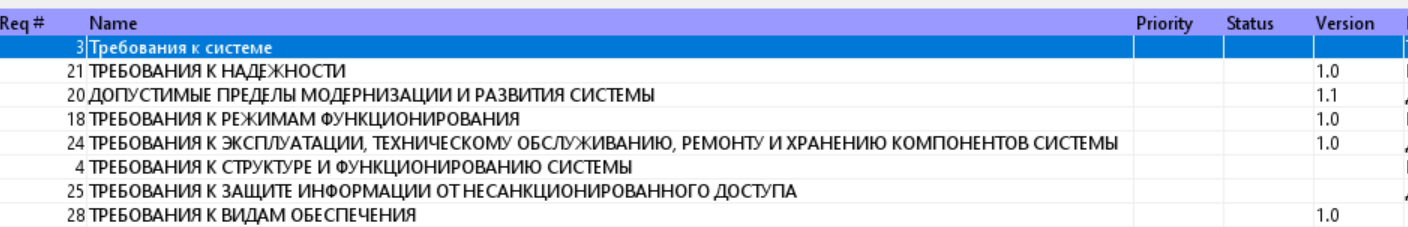 Req # Name Priority Status Version
3 Требования к системе
21 ТРЕБОВАНИЯ К НАДЕЖНОСТИ 1.0
20 ДОПУСТИМЫЕ ПРЕДЕЛЫ МОДЕРНИЗАЦИИ И РАЗВИТИЯ СИСТЕМЫ 1.1
18 ТРЕБОВАНИЯ К РЕЖИМАМ ФУНКЦИОНИРОВАНИЯ 1.0
24 ТРЕБОВАНИЯ К ЭКСПЛУАТАЦИИ, ТЕХНИЧЕСКОМУ ОБСЛУЖИВАНИЮ, РЕМОНТУ И ХРАНЕНИЮ КОМПОНЕНТОВ СИСТЕМЫ 1.0
4 ТРЕБОВАНИЯ К СТРУКТУРЕ И ФУНКЦИОНИРОВАНИЮ СИСТЕМЫ
25 ТРЕБОВАНИЯ К ЗАЩИТЕ ИНФОРМАЦИИ ОТ НЕСАНКЦИОНИРОВАННОГО ДОСТУПА
28 ТРЕБОВАНИЯ К ВИДАМ ОБЕСПЕЧЕНИЯ 1.0